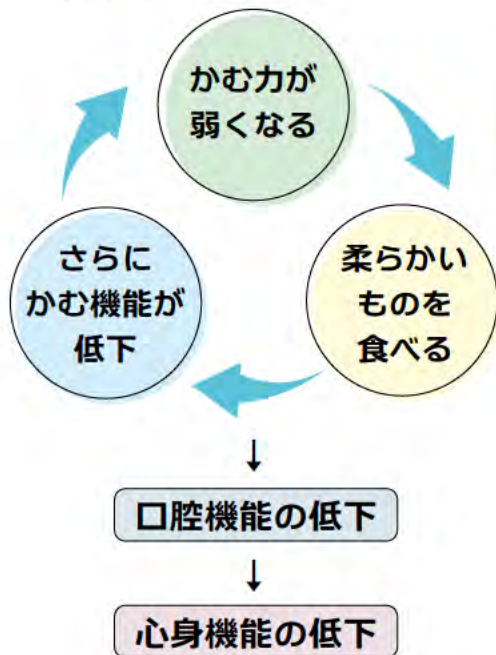 かむ力が
弱くなる
柔らかい
ものを
食べる
さらに
かむ機能が
低下
↓
口腔機能の低下
↓
心身機能の低下